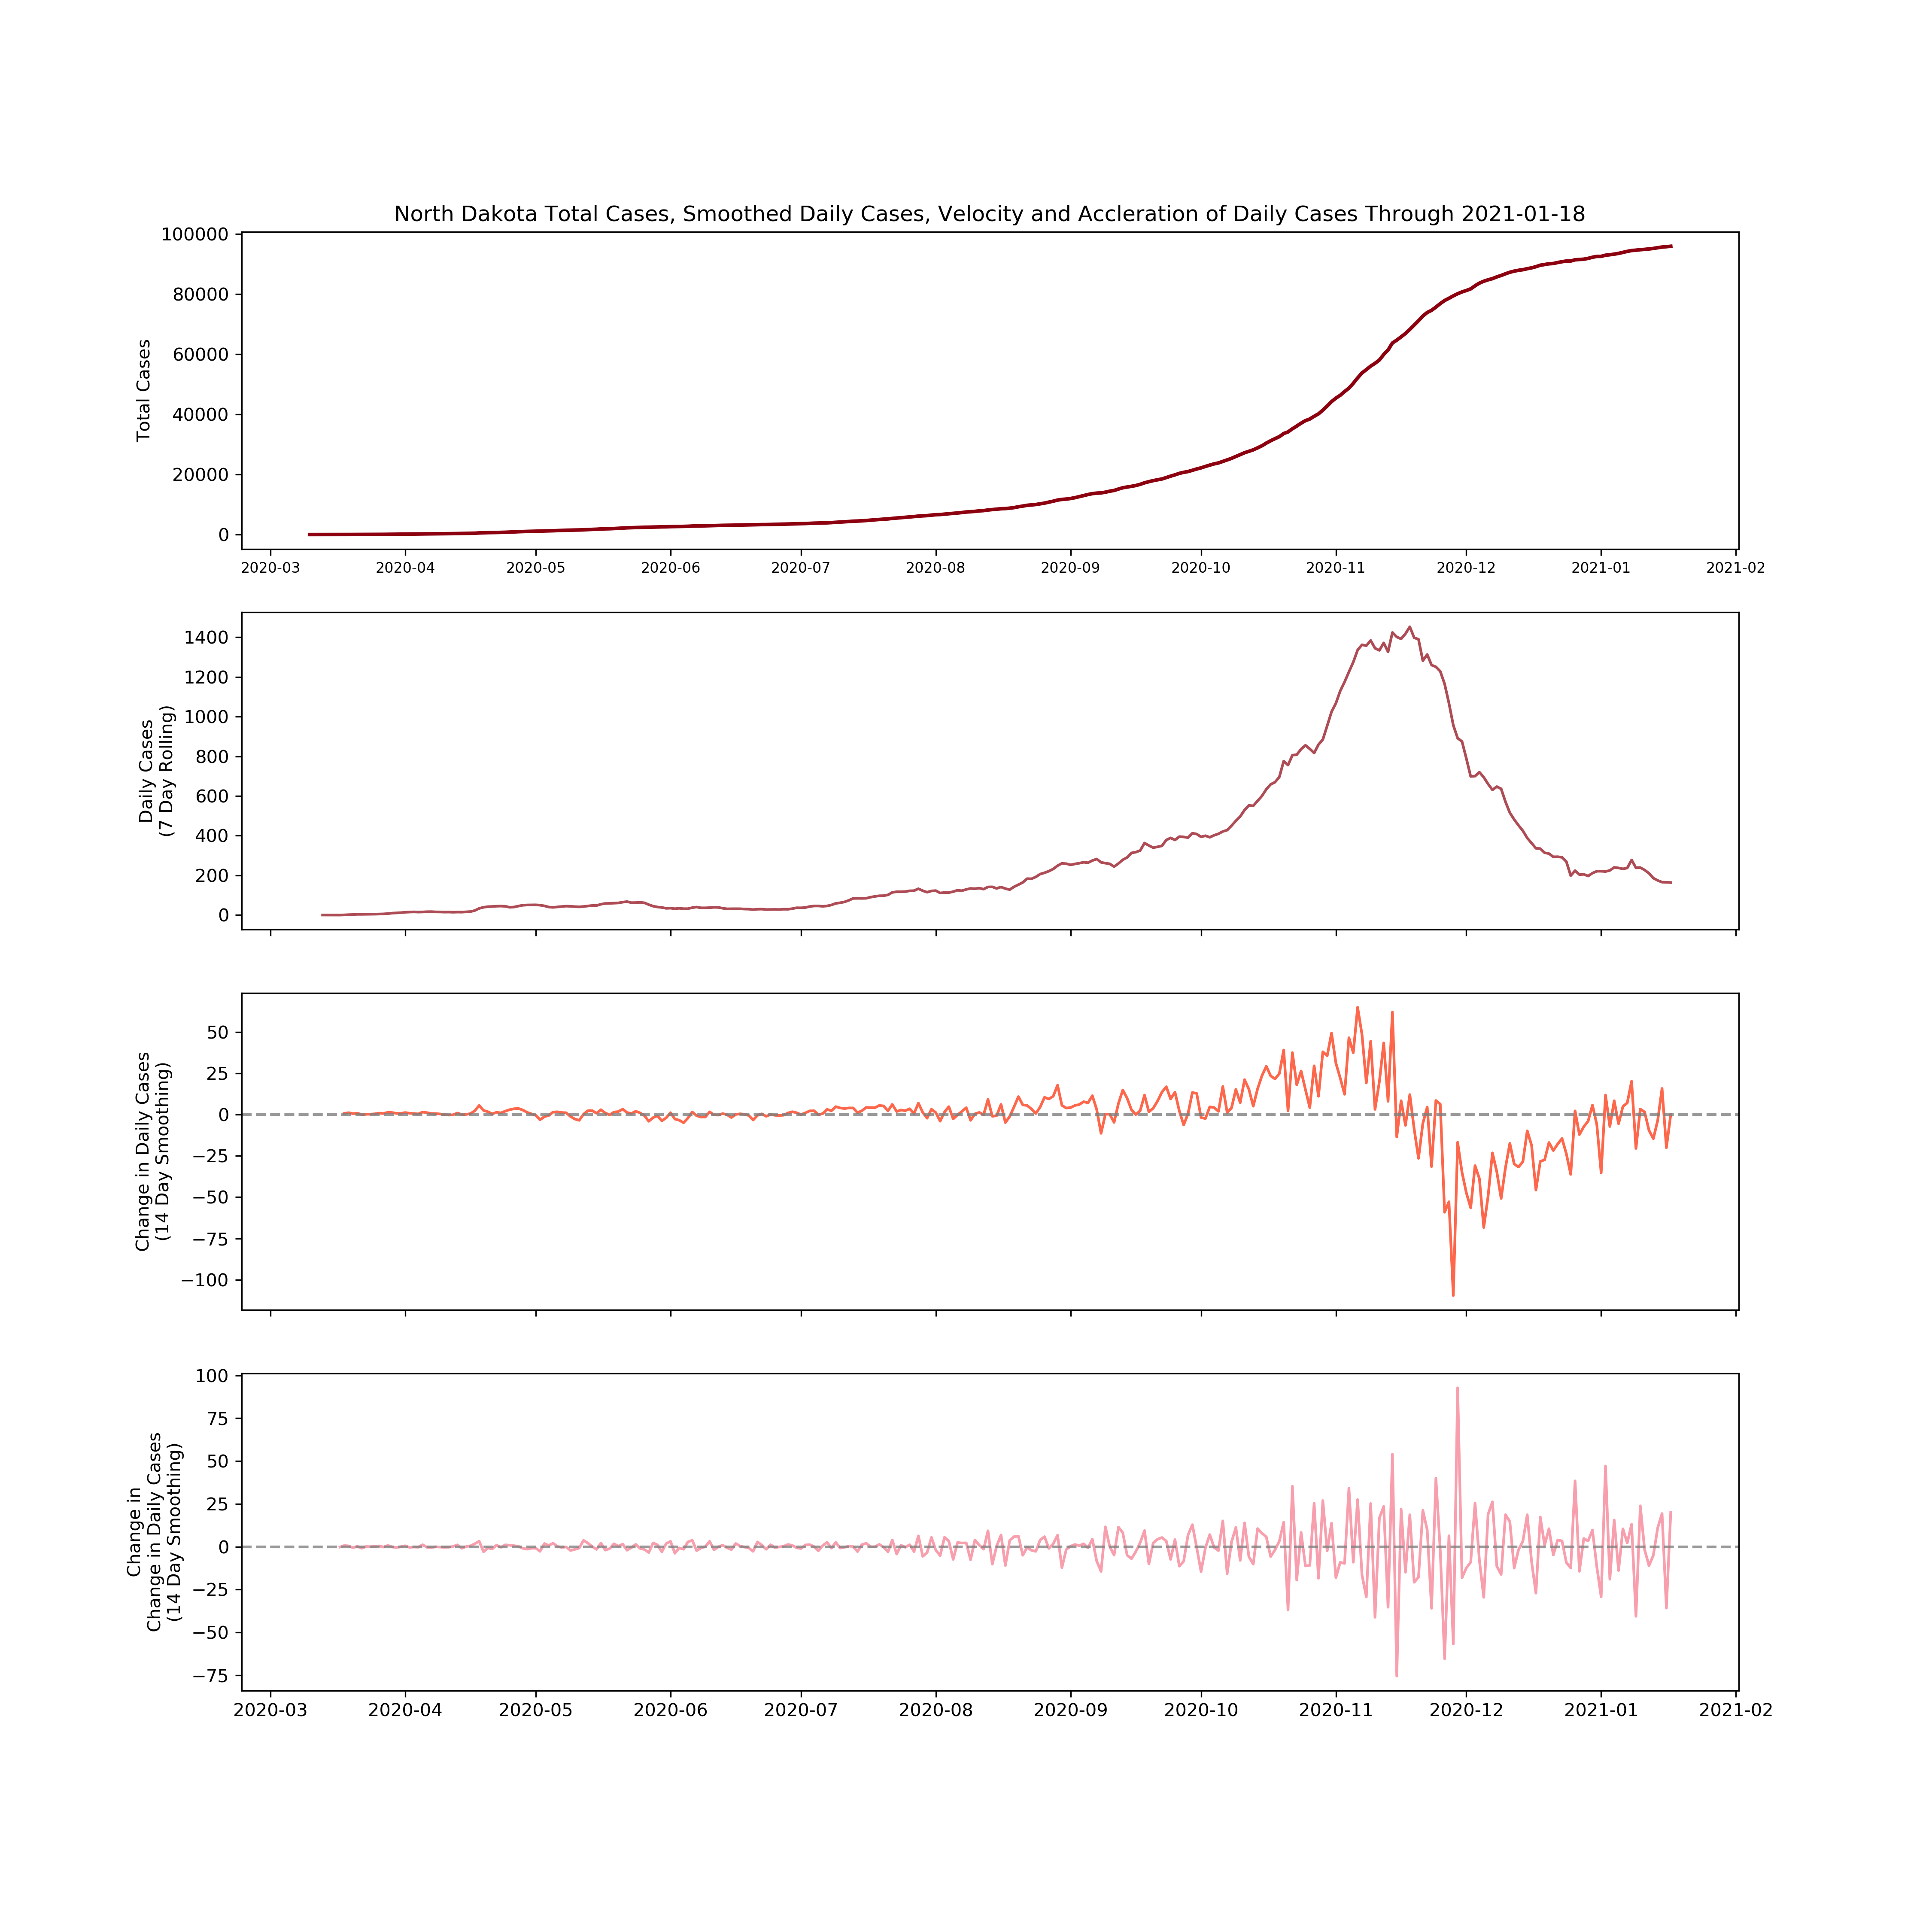 North Dakota Total Cases, Smoothed Daily Cases, Velocity and Accleration of Daily Cases Through 2021-01-18
100000
80000
60000
40000
20000
0
Total Cases
2020-03 2020-04 2020-05 2020-06 2020-07 2020-08 2020-09 2020-10 2020-11 2020-12 2021-01 2021-02
1400
1200
1000
800
600
400
200
0
Daily Cases
(7 Day Rolling)
50
25
0
−25
−50
−75
−100
Change in Daily Cases
(14 Day Smoothing)
100
75
50
25
0
−25
−50
−75
Change in
Change in Daily Cases
(14 Day Smoothing)
2020-03 2020-04 2020-05 2020-06 2020-07 2020-08 2020-09 2020-10 2020-11 2020-12 2021-01 2021-02